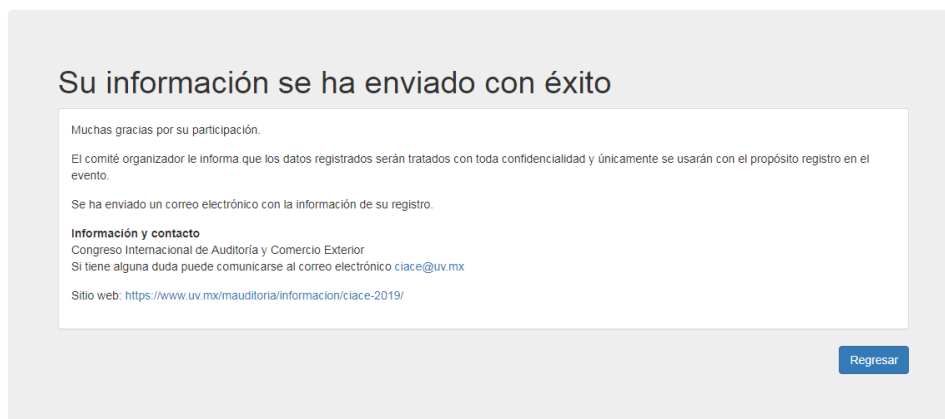 Su información se ha enviado con éxito
Muchas gracias por su participación.
El comité organizador le informa que los datos registrados serán tratados con toda confidencialidad y únicamente se usarán con el propósito registro en el
evento.
Se ha enviado un correo electrónico con la información de su registro.
Información y contacto
Congreso Internacional de Auditoría y Comercio Exterior
Si tiene alguna duda puede comunicarse al correo electrónico ciace@uv.mx
Sitio web: https://www.uv.mx/mauditoria/informacion/ciace-2019/
Regresar